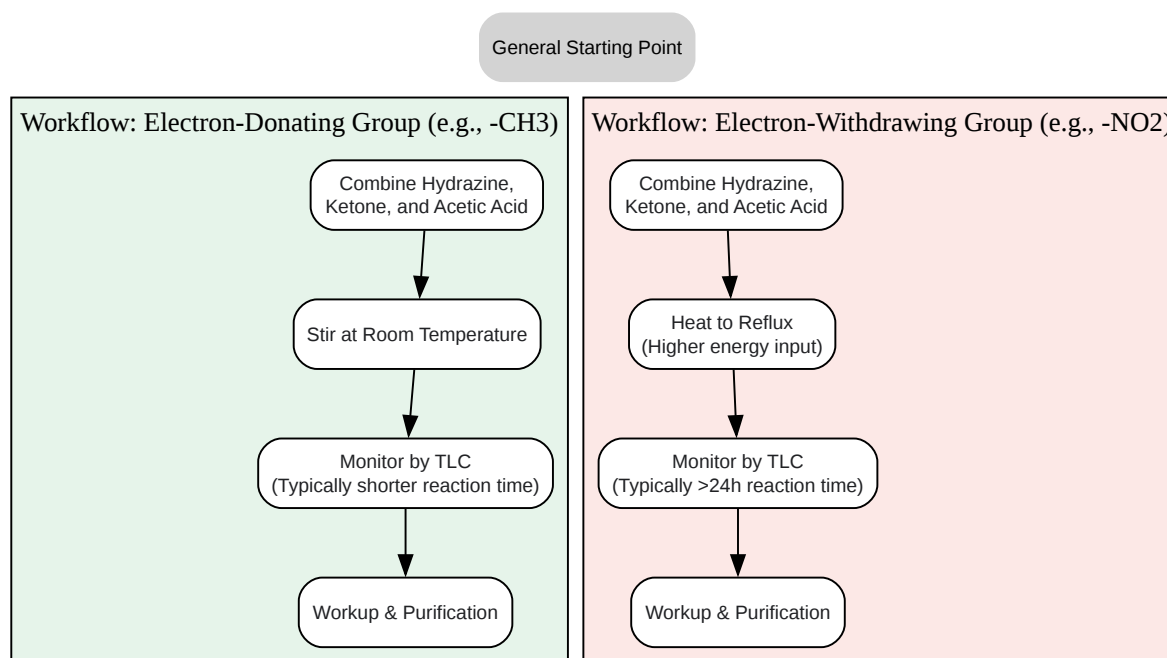 General Starting Point
Workflow: Electron-Donating Group (e.g., -CH3)
Combine Hydrazine,
Ketone, and Acetic Acid
Stir at Room Temperature
Monitor by TLC
(Typically shorter reaction time)
Workup & Purification
Workflow: Electron-Withdrawing Group (e.g., -NO2)
Combine Hydrazine,
Ketone, and Acetic Acid
Heat to Reflux
(Higher energy input)
Monitor by TLC
(Typically >24h reaction time)
Workup & Purification